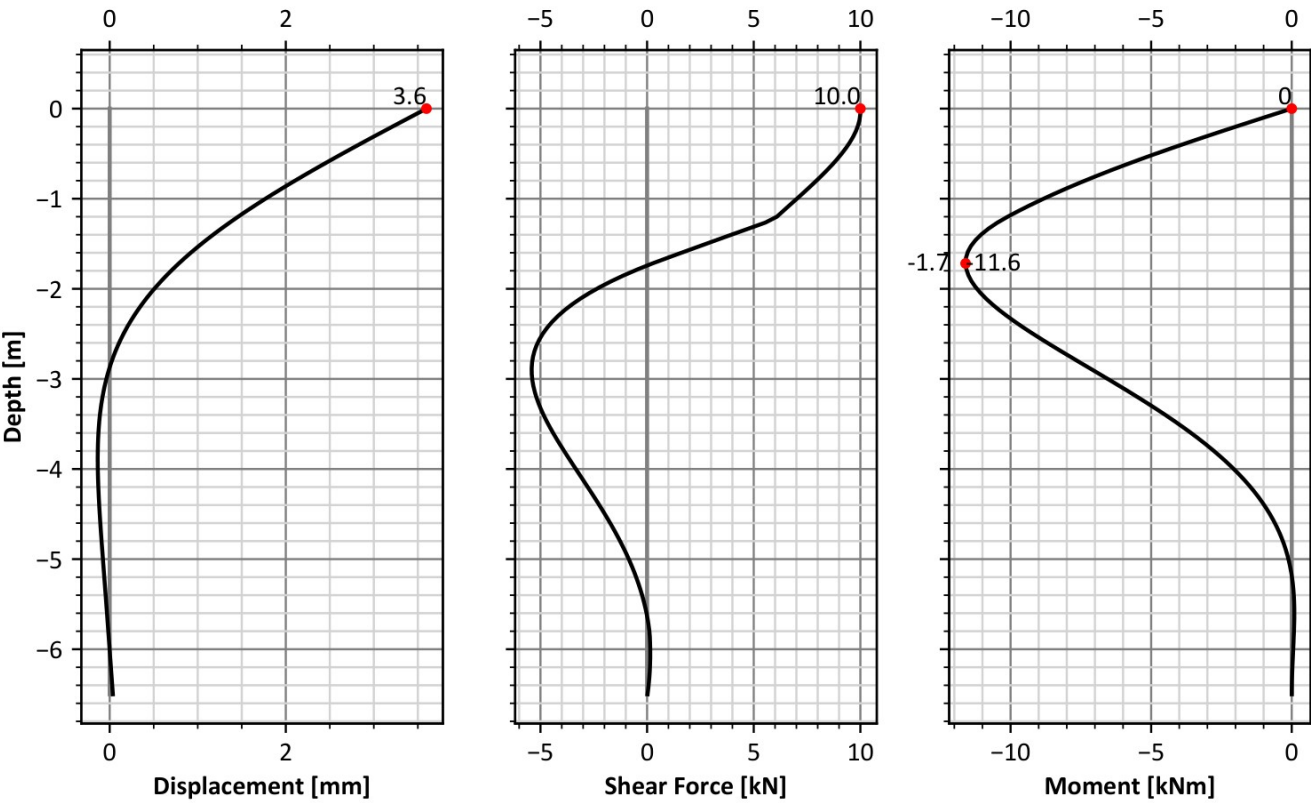 0 2
−5 0 5 10
−10 −5 0
3.6
10.0
0
0
−1
−2
−3
−4
−5
−6
-1.7
-11.6
Depth [m]
0 2
−5 0 5 10
−10 −5 0
Displacement [mm]
Shear Force [kN]
Moment [kNm]